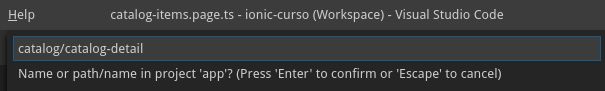 Help catalog-items.page.ts - ionic-curso (Workspace) - Visual Studio Code
catalog/catalog-detail
Name or path/name in project 'app'? (Press 'Enter' to confirm or 'Escape' to cancel)